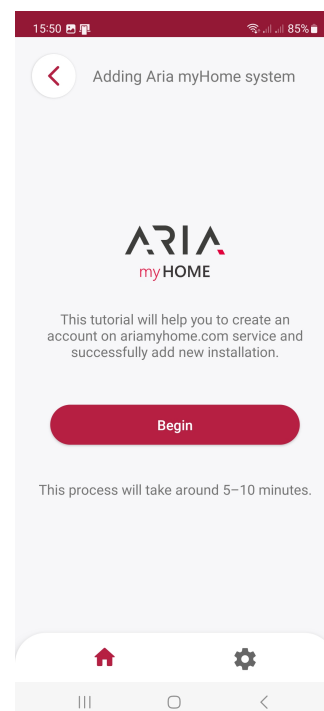 15:50 85%
Adding Aria myHome system
ARIA
myHOME
This tutorial will help you to create an
account on ariamyhome.com service and
successfully add new installation.
Begin
This process will take around 5–10 minutes.